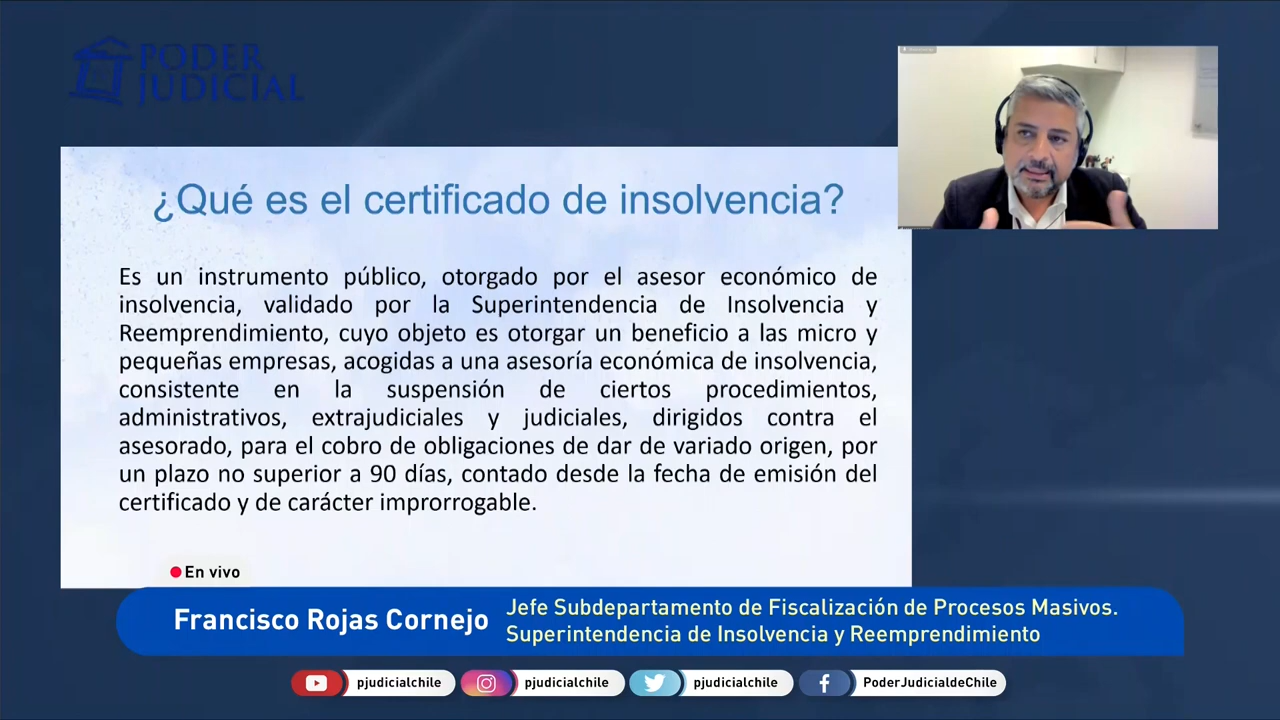 PODER
JUDICIAL
¿Qué es el certificado de insolvencia?
Es un instrumento público, otorgado por el asesor económico de
insolvencia, validado por la Superintendencia de Insolvencia y
Reemprendimiento, cuyo objeto es otorgar un beneficio a las micro y
pequeñas empresas, acogidas a una asesoría económica de insolvencia,
consistente en la suspensión de ciertos procedimientos,
administrativos, extrajudiciales y judiciales, dirigidos contra el
asesorado, para el cobro de obligaciones de dar de variado origen, por
un plazo no superior a 90 días, contado desde la fecha de emisión del
certificado y de carácter improrrogable.
En vivo
Francisco Rojas Cornejo
Jefe Subdepartamento de Fiscalización de Procesos Masivos.
Superintendencia de Insolvencia y Reemprendimiento
pjudicialchile
pjudicialchile
pjudicialchile
PoderJudicialdeChile